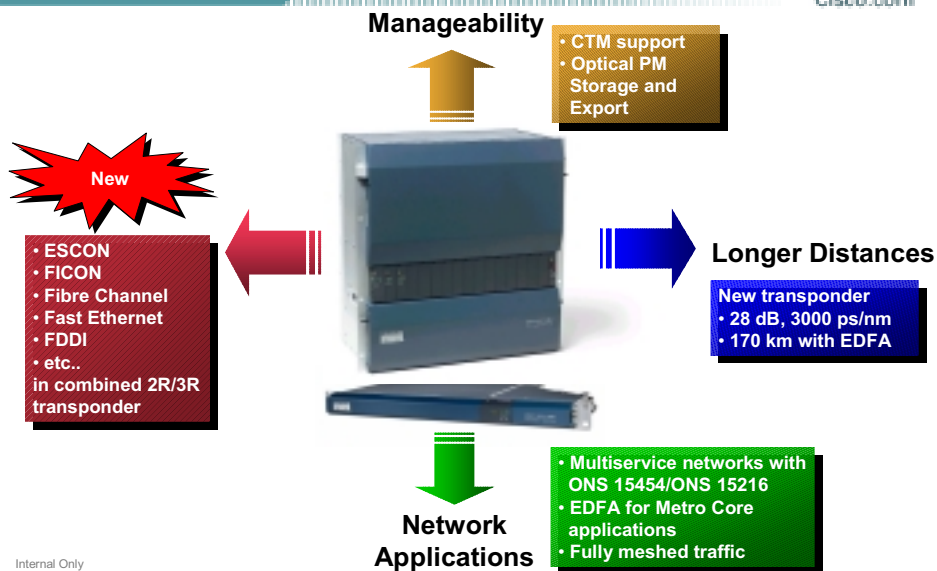 Cisco.com
Manageability
• CTM support
• Optical PM
Storage and
Export
New
• ESCON
• FICON
• Fibre Channel
• Fast Ethernet
• FDDI
• etc..
in combined 2R/3R
transponder
Longer Distances
New transponder
• 28 dB, 3000 ps/nm
• 170 km with EDFA
• Multiservice networks with
ONS 15454/ONS 15216
• EDFA for Metro Core
applications
• Fully meshed traffic
Network
Applications
Internal Only